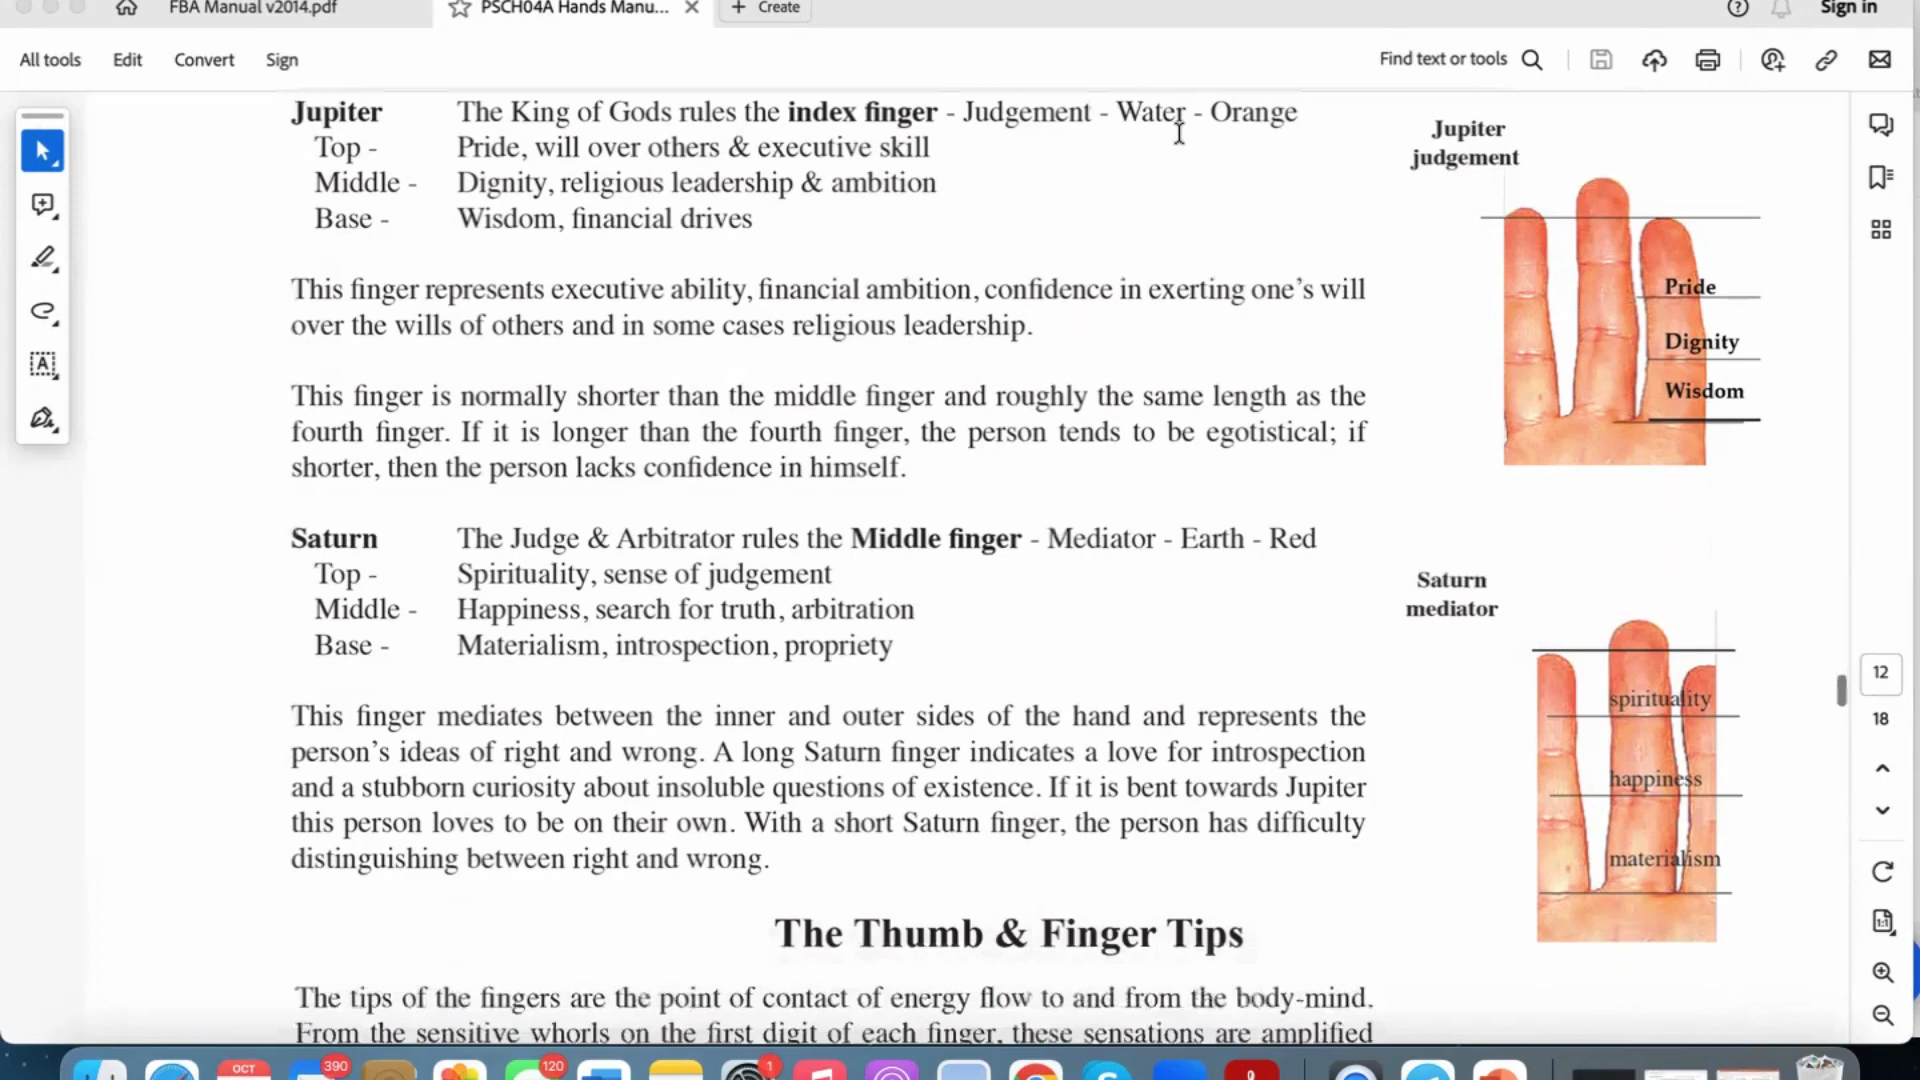 FBA Manual v2014.pdf
PSCH04A Hands Manu...
Create
Sign in
All tools
Edit
Convert
Sign
Find text or tools
Jupiter The King of Gods rules the index finger - Judgement - Water - Orange
Top - Pride, will over others & executive skill
Middle - Dignity, religious leadership & ambition
Base - Wisdom, financial drives
This finger represents executive ability, financial ambition, confidence in exerting one's will
over the wills of others and in some cases religious leadership.
This finger is normally shorter than the middle finger and roughly the same length as the
fourth finger. If it is longer than the fourth finger, the person tends to be egotistical; if
shorter, then the person lacks confidence in himself.
Jupiter
judgement
Pride
Dignity
Wisdom
Saturn The Judge & Arbitrator rules the Middle finger - Mediator - Earth - Red
Top - Spirituality, sense of judgement
Middle - Happiness, search for truth, arbitration
Base - Materialism, introspection, propriety
This finger mediates between the inner and outer sides of the hand and represents the
person's ideas of right and wrong. A long Saturn finger indicates a love for introspection
and a stubborn curiosity about insoluble questions of existence. If it is bent towards Jupiter
this person loves to be on their own. With a short Saturn finger, the person has difficulty
distinguishing between right and wrong.
Saturn
mediator
spirituality
happiness
materialism
The Thumb & Finger Tips
The tips of the fingers are the point of contact of energy flow to and from the body-mind.
From the sensitive whorls on the first digit of each finger, these sensations are amplified
12
18
1:1
OCT
390
120
1